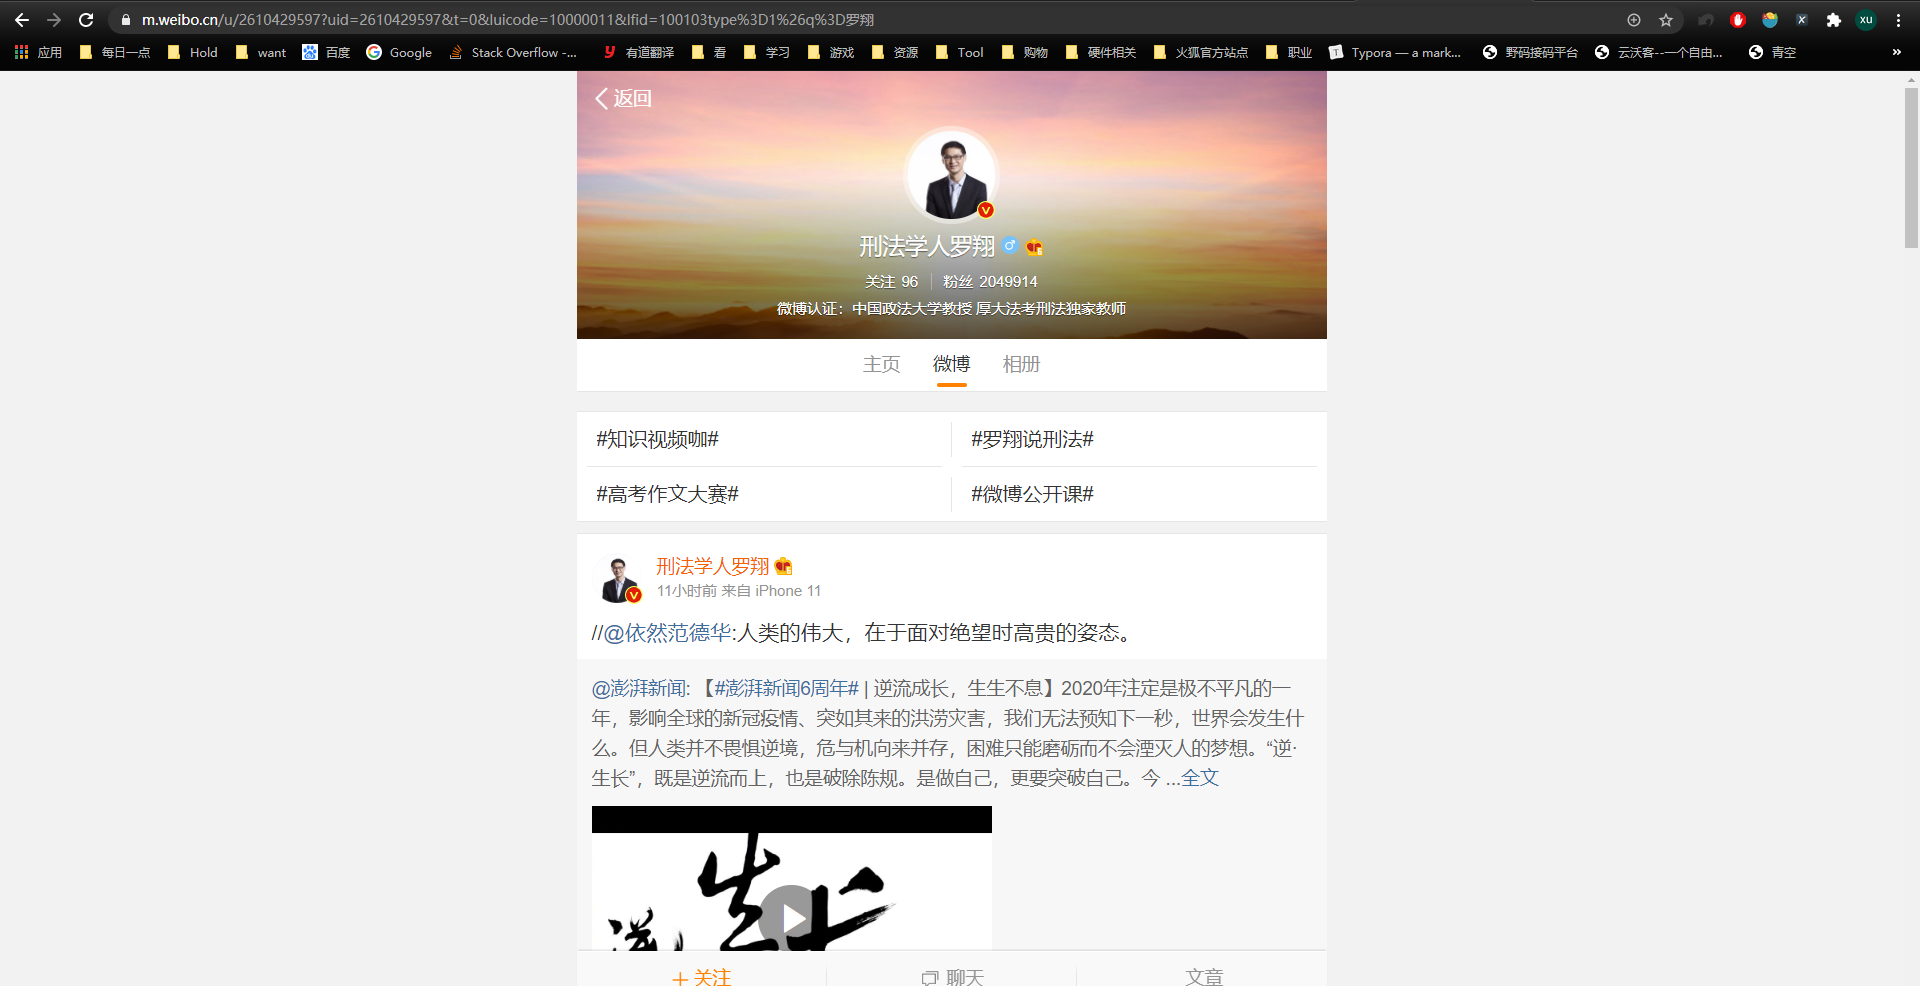 m.weibo.cn/u/2610429597?uid=2610429597&t=0&luicode=10000011&lfid=100103type%3D1%26q%3D罗翔
xu
应用 每日一点 Hold want 百度 Google Stack Overflow -... 有道翻译 看 学习 游戏 资源 Tool 购物 硬件相关 火狐官方站点 职业 Typora — a mark... 野码接码平台 云沃客--一个自由... 青空 »
返回
刑法学人罗翔
关注 96 粉丝 2049914
微博认证：中国政法大学教授 厚大法考刑法独家教师
主页 微博 相册
#知识视频咖# #罗翔说刑法#
#高考作文大赛# #微博公开课#
刑法学人罗翔
11小时前 来自 iPhone 11
//@依然范德华:人类的伟大，在于面对绝望时高贵的姿态。
@澎湃新闻: 【#澎湃新闻6周年# | 逆流成长，生生不息】2020年注定是极不平凡的一
年，影响全球的新冠疫情、突如其来的洪涝灾害，我们无法预知下一秒，世界会发生什
么。但人类并不畏惧逆境，危与机向来并存，困难只能磨砺而不会湮灭人的梦想。“逆·
生长”，既是逆流而上，也是破除陈规。是做自己，更要突破自己。今 ...全文
关注 聊天 文章